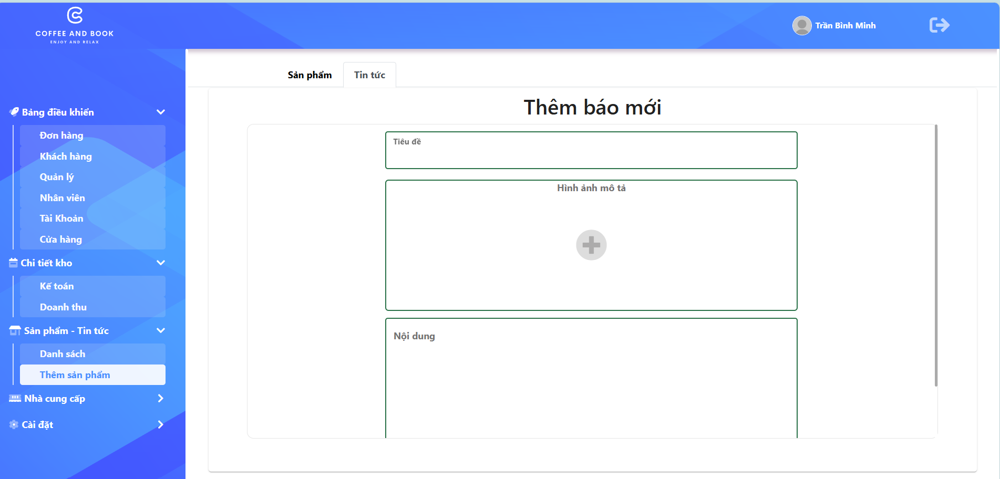 COFFEE AND BOOK
ENJOY AND RELAX
Trần Bình Minh
Bảng điều khiển
Đơn hàng
Khách hàng
Quản lý
Nhân viên
Tài Khoản
Cửa hàng
Chi tiết kho
Kế toán
Doanh thu
Sản phẩm - Tin tức
Danh sách
Thêm sản phẩm
Nhà cung cấp
Cài đặt
Sản phẩm
Tin tức
Thêm báo mới
Tiêu đề
Hình ảnh mô tả
Nội dung